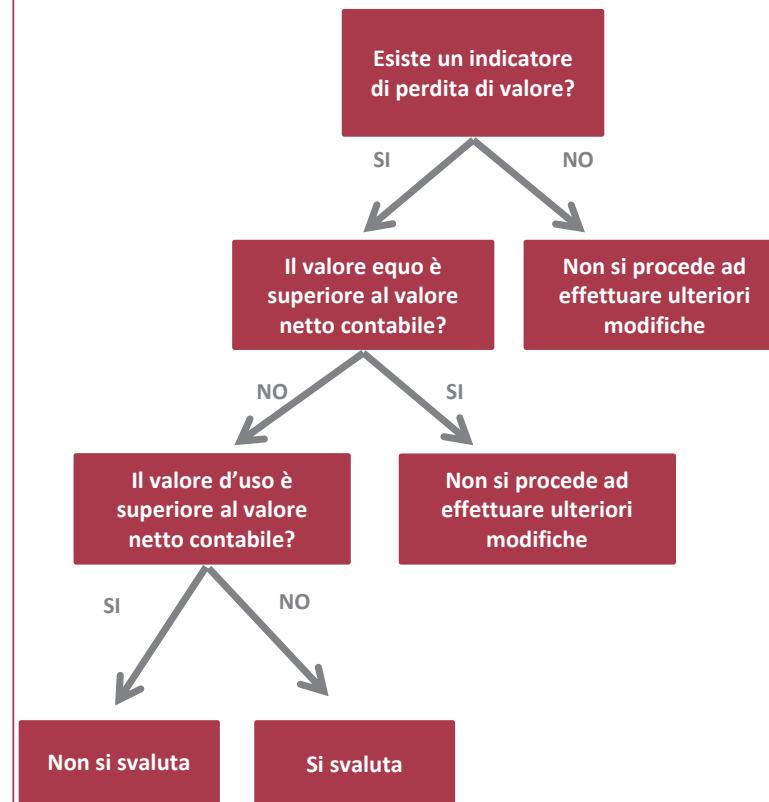 Esiste un indicatore
di perdita di valore?
SI
NO
Il valore equo è
superiore al valore
netto contabile?
Non si procede ad
effettuare ulteriori
modifiche
NO
SI
Il valore d’uso è
superiore al valore
netto contabile?
Non si procede ad
effettuare ulteriori
modifiche
SI
NO
Non si svaluta
Si svaluta